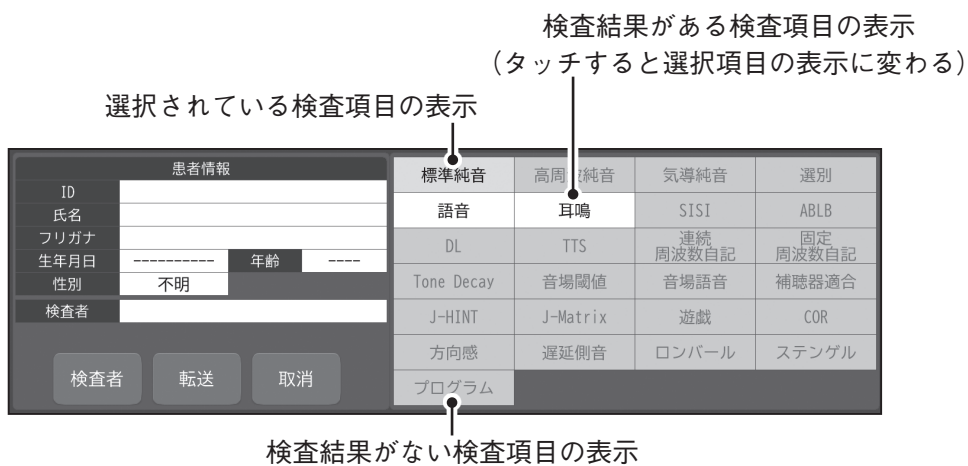 検査結果がある検査項目の表示
（タッチすると選択項目の表示に変わる）
選択されている検査項目の表示
患者情報
ID
氏名
フリガナ
生年月日 ---------- 年齢 ----
性別 不明
検査者
検査者 転送 取消
標準純音 高周波純音 気導純音 選別
語音 耳鳴 SISI ABLB
DL TTS 連続周波数自記 固定周波数自記
Tone Decay 音場閾値 音場語音 補聴器適合
J-HINT J-Matrix 遊戯 COR
方向感 遅延側音 ロンバール ステンゲル
プログラム
検査結果がない検査項目の表示